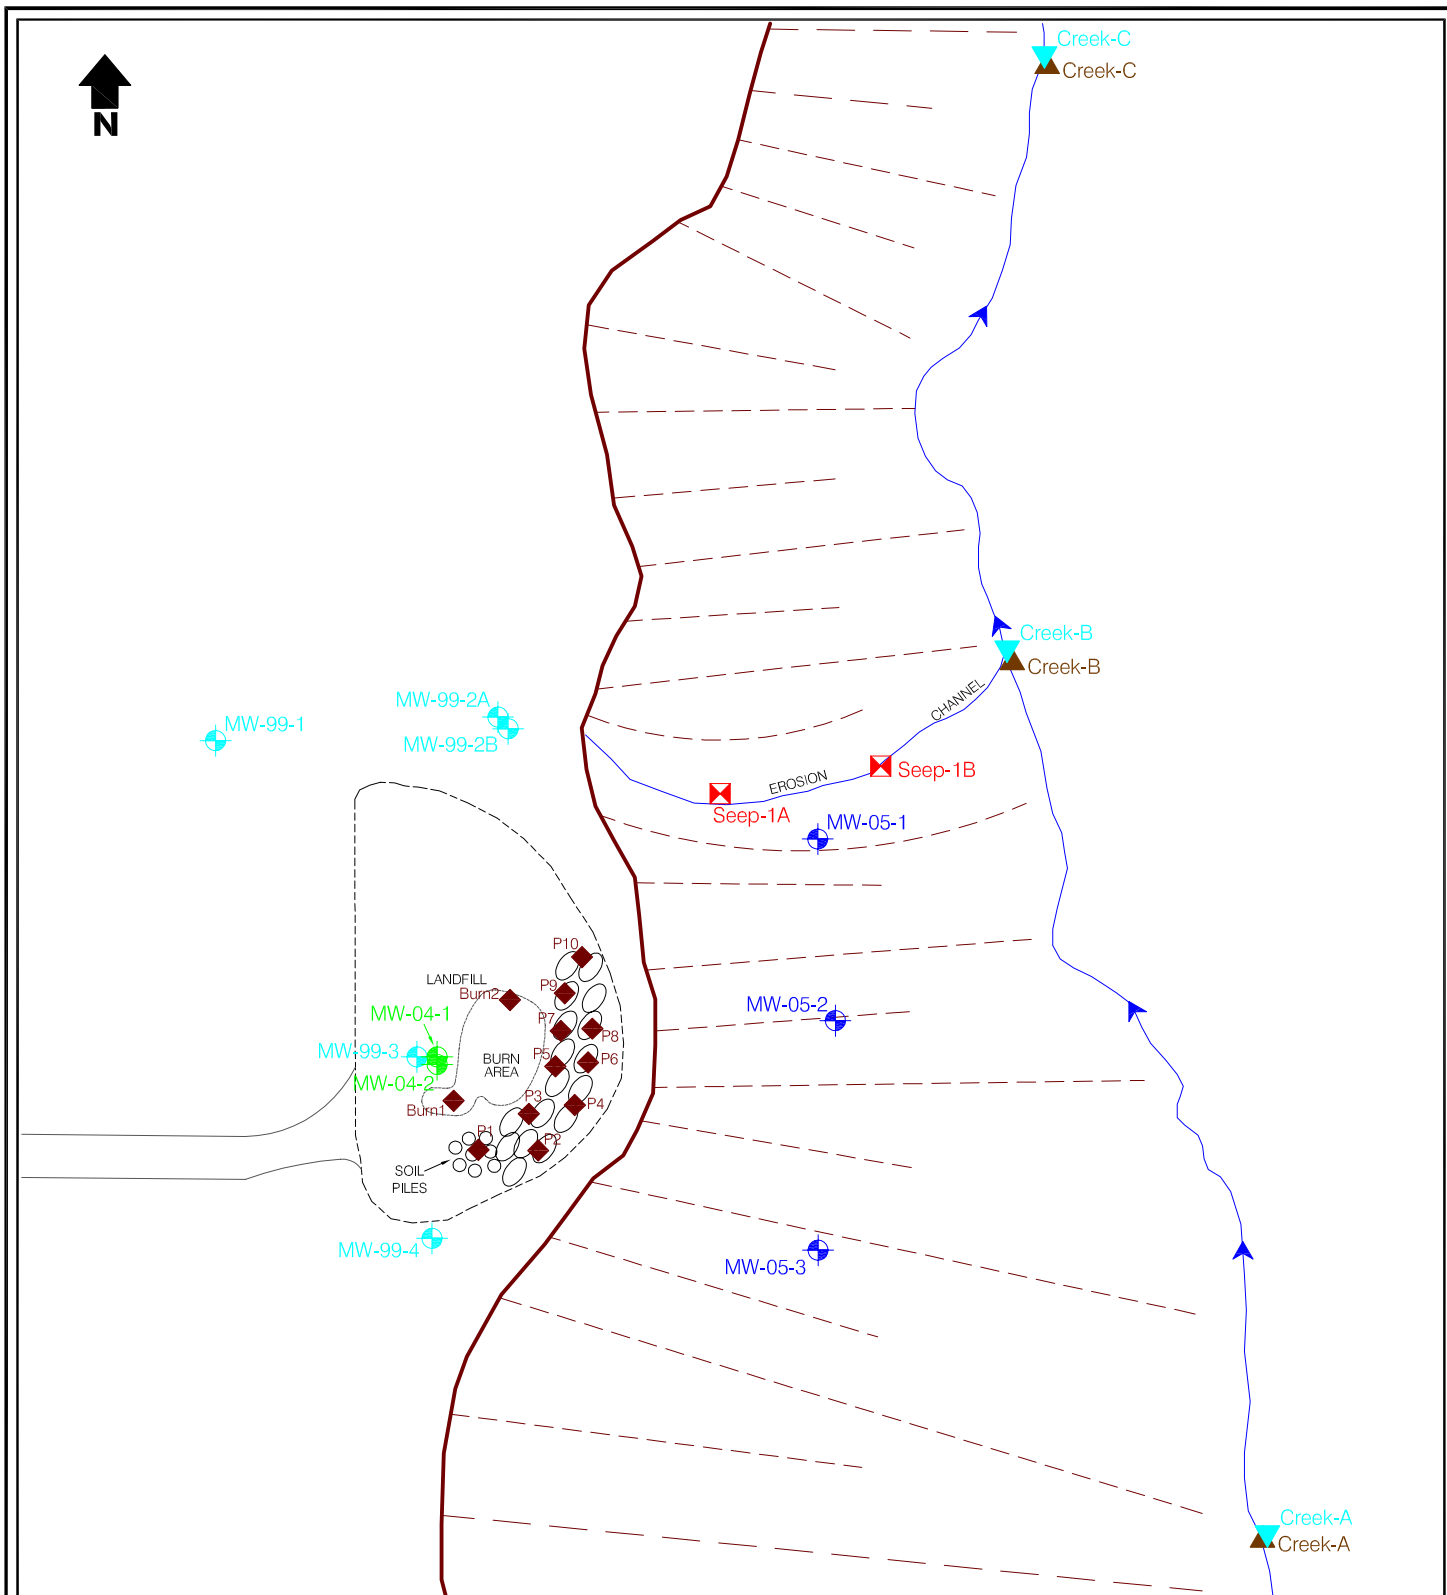 Creek-C
Creek-C
N
Creek-B
Creek-B
CHANNEL
MW-99-2A
MW-99-1
MW-99-2B
Seep-1B
EROSION
Seep-1A
MW-05-1
P10
LANDFILL
P9
Burn2
MW-05-2
MW-04-1
P7
P8
MW-99-3
BURN
AREA
P5
P6
MW-04-2
Burn1
P3
P4
P1
P2
SOIL
PILES
MW-99-4
MW-05-3
Creek-A
Creek-A